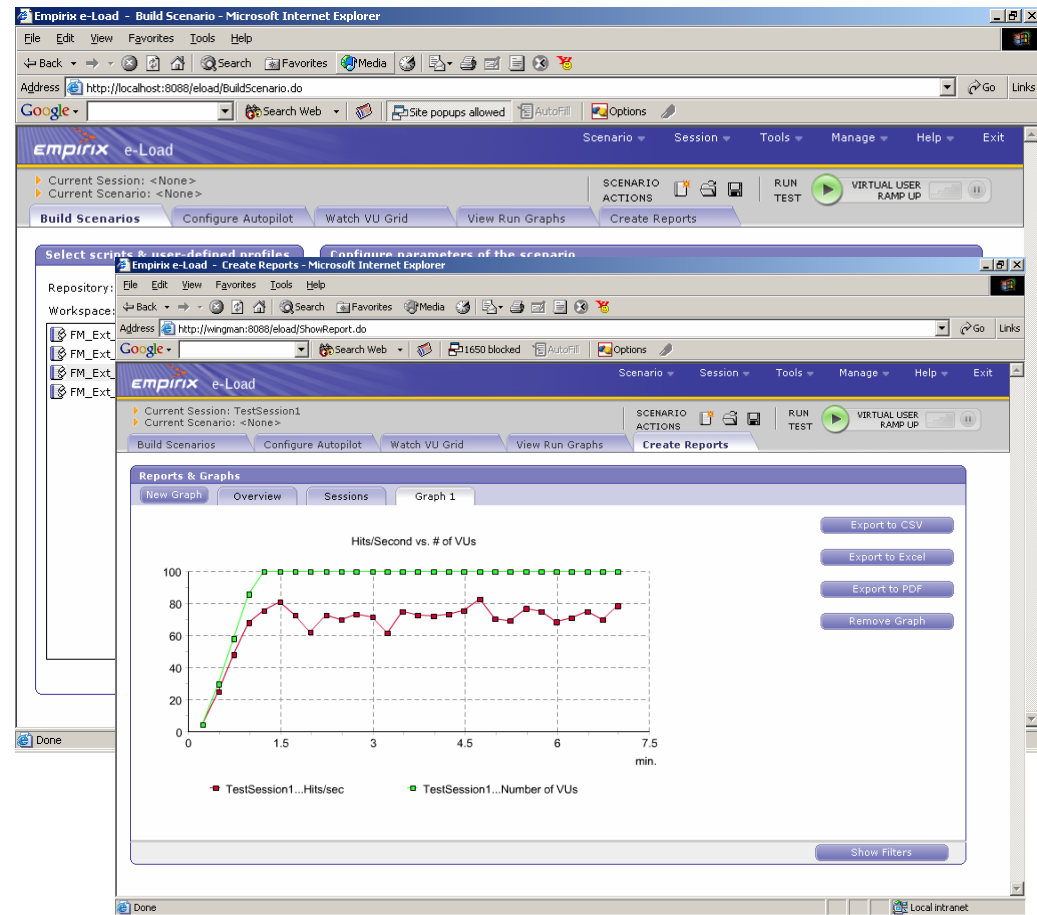 Empirix e-Load - Build Scenario - Microsoft Internet Explorer
File Edit View Favorites Tools Help
Back Search Favorites Media
Address http://localhost:8088/eload/BuildScenario.do Go Links
Google Search Web Site popups allowed AutoFill Options
EMPIRIX e-Load Scenario Session Tools Manage Help Exit
Current Session: <None>
Current Scenario: <None>
SCENARIO ACTIONS RUN TEST VIRTUAL USER RAMP UP
Build Scenarios Configure Autopilot Watch VU Grid View Run Graphs Create Reports
Select scripts & user-defined profiles Configure parameters of the scenario
Repository:
Workspace:
FM_Ext_
FM_Ext_
FM_Ext_
FM_Ext_
Done
Empirix e-Load - Create Reports - Microsoft Internet Explorer
File Edit View Favorites Tools Help
Back Search Favorites Media
Address http://wingman:8088/eload/ShowReport.do Go Links
Google Search Web 1650 blocked AutoFill Options
EMPIRIX e-Load Scenario Session Tools Manage Help Exit
Current Session: TestSession1
Current Scenario: <None>
SCENARIO ACTIONS RUN TEST VIRTUAL USER RAMP UP
Build Scenarios Configure Autopilot Watch VU Grid View Run Graphs Create Reports
Reports & Graphs
New Graph Overview Sessions Graph 1
Export to CSV
Export to Excel
Export to PDF
Remove Graph
Hits/Second vs. # of VUs
100
80
60
40
20
0
0 1.5 3 4.5 6 7.5
min.
TestSession1...Hits/sec TestSession1...Number of VUs
Show Filters
Done Local intranet